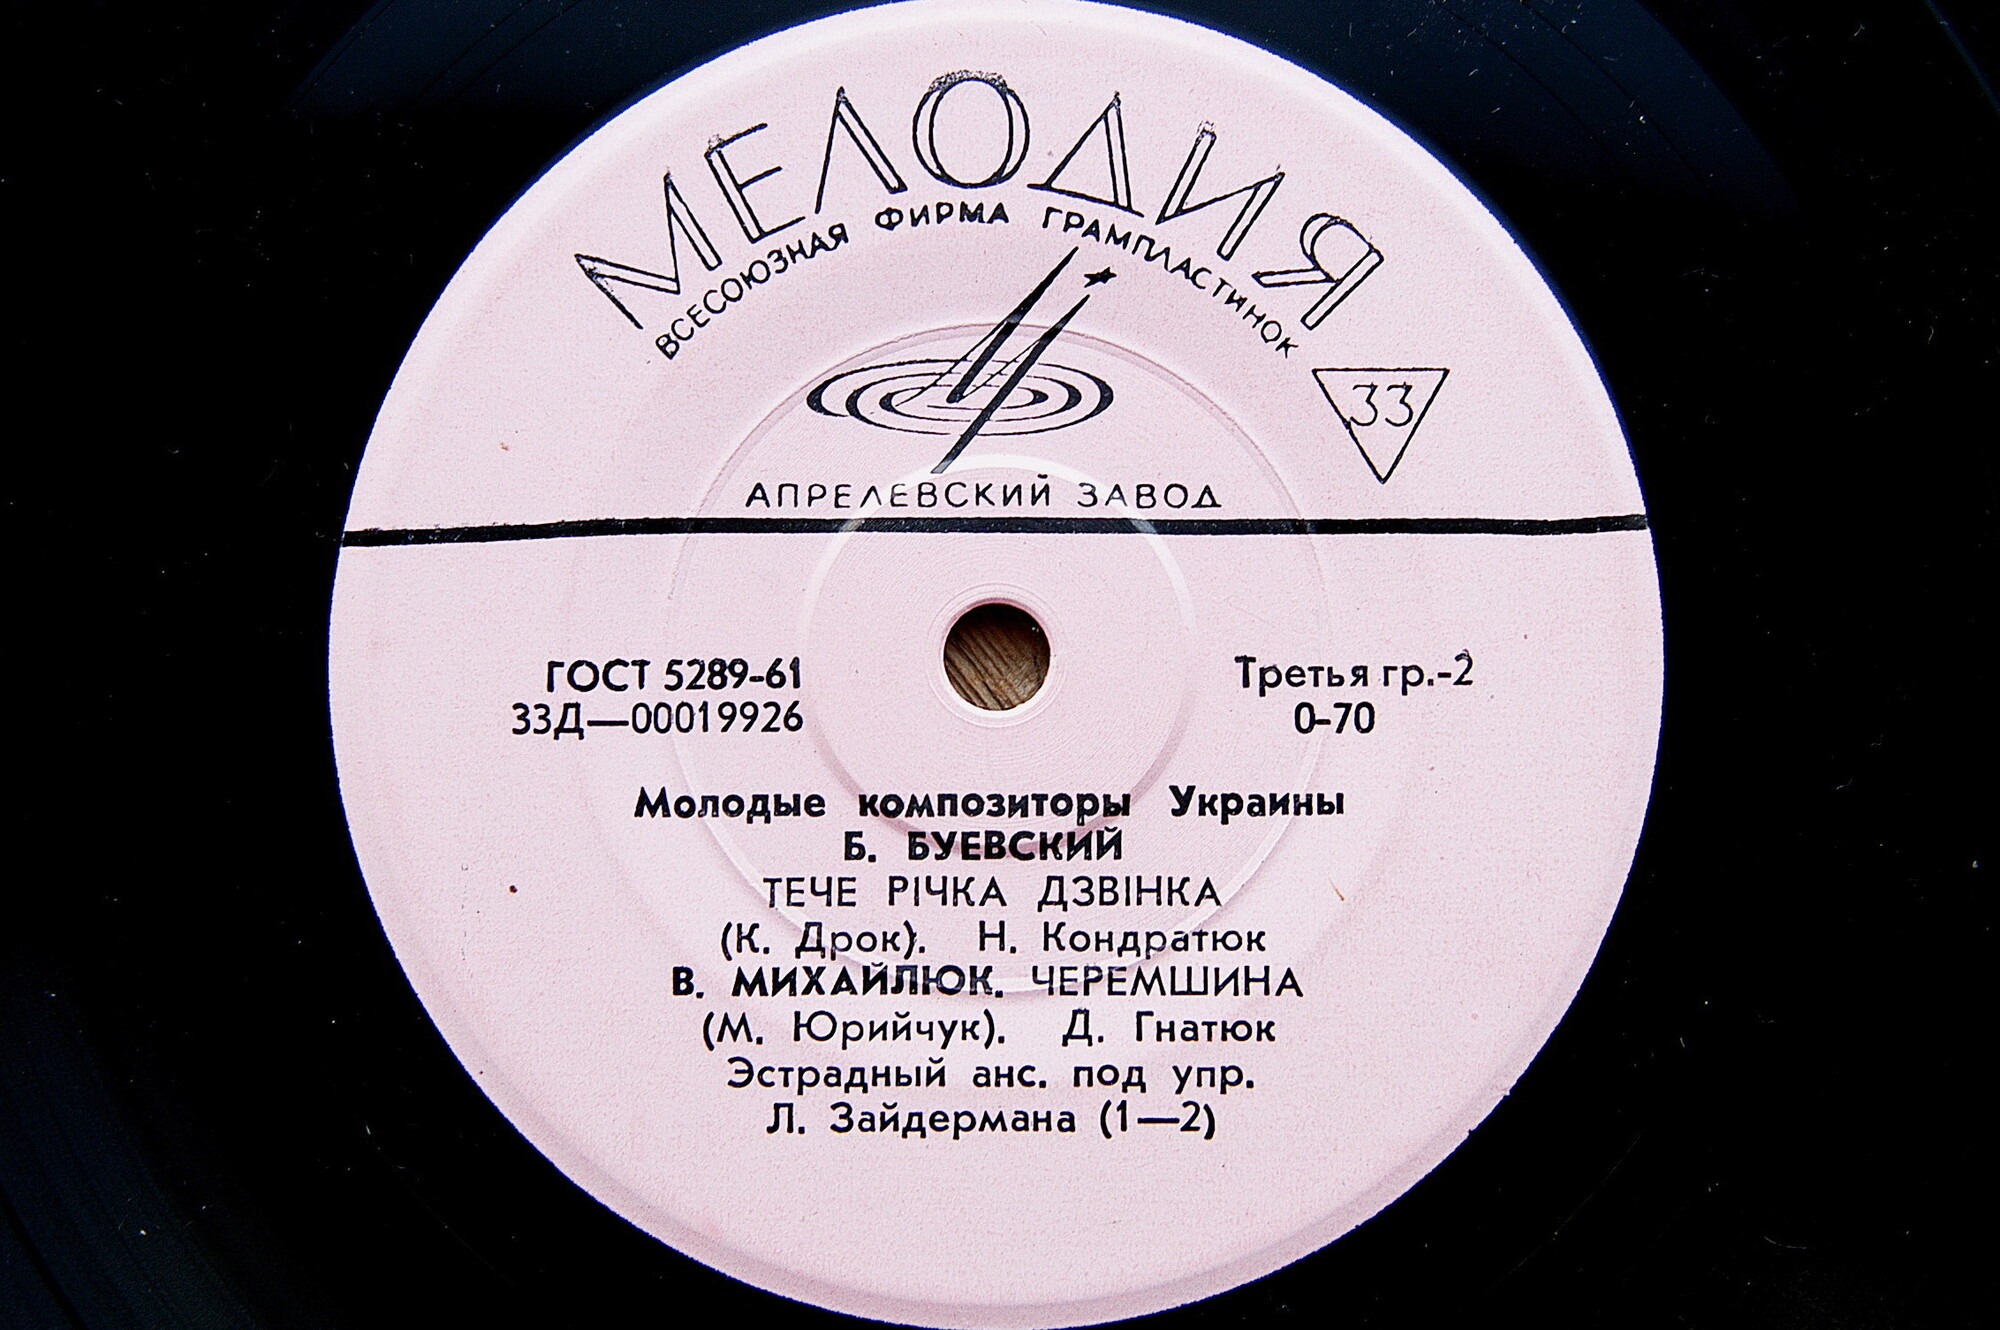 МЕЛОДИЯ
ВСЕСОЮЗНАЯ ФИРМА ГРАМПЛАСТИНОК
33
АПРЕЛЕВСКИЙ ЗАВОД
ГОСТ 5289-61
33Д—00019926
Третья гр.-2
0-70
Молодые композиторы Украины
Б. БУЕВСКИЙ
ТЕЧЕ РІЧКА ДЗВІНКА
(К. Дрок). Н. Кондратюк
В. МИХАЙЛЮК. ЧЕРЕМШИНА
(М. Юрийчук). Д. Гнатюк
Эстрадный анс. под упр.
Л. Зайдермана (1—2)